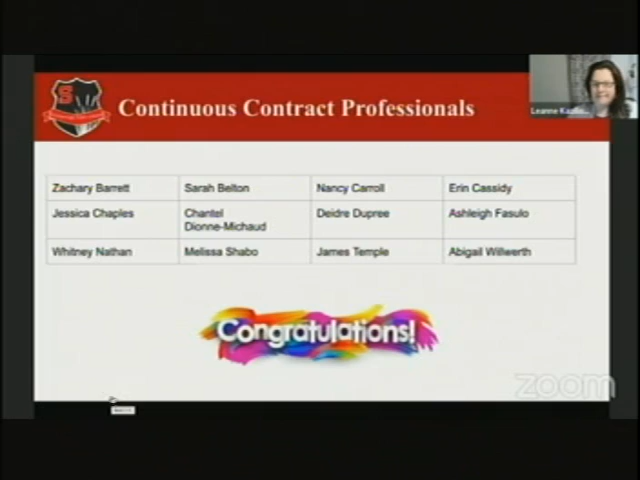 Leanne
S
Continuous Contract Professionals
Zachary Barrett Sarah Belton Nancy Carroll Erin Cassidy
Jessica Chaples Chantel Dionne-Michaud Deidre Dupree Ashleigh Fasulo
Whitney Nathan Melissa Shabo James Temple Abigail Willwerth
Congratulations!
zoom